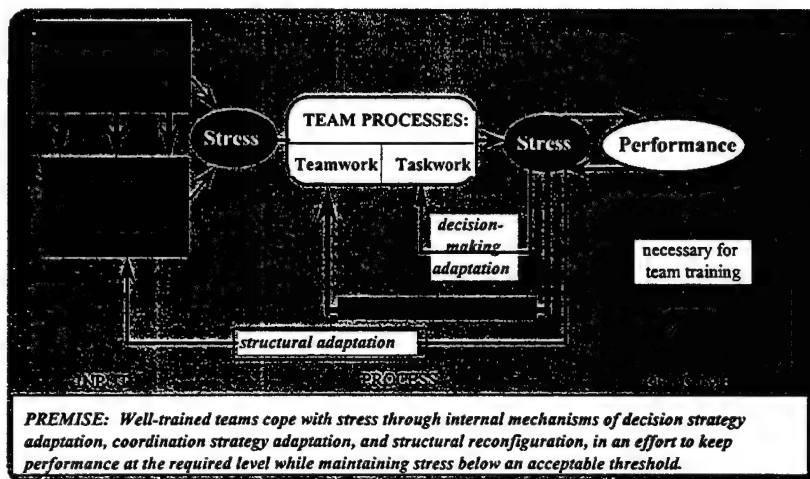 TEAM PROCESSES:
Stress
Teamwork
Taskwork
Stress
Performance
decision-
making
adaptation
necessary for
team training
structural adaptation
INPUT
PROCESS
PREMISE: Well-trained teams cope with stress through internal mechanisms of decision strategy
adaptation, coordination strategy adaptation, and structural reconfiguration, in an effort to keep
performance at the required level while maintaining stress below an acceptable threshold.